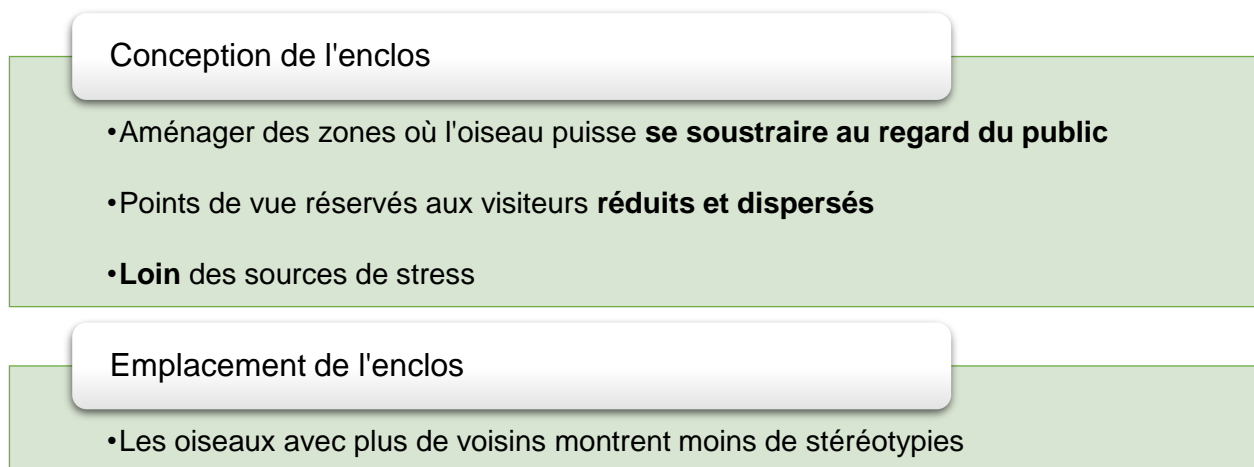 Conception de l'enclos
•Aménager des zones où l'oiseau puisse se soustraire au regard du public
•Points de vue réservés aux visiteurs réduits et dispersés
•Loin des sources de stress
Emplacement de l'enclos
•Les oiseaux avec plus de voisins montrent moins de stéréotypies